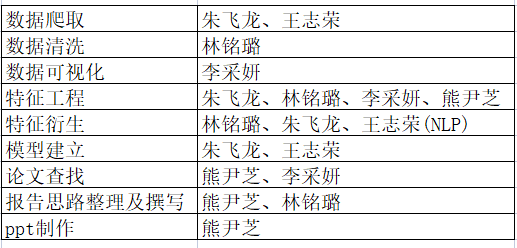 数据爬取 朱飞龙、王志荣
数据清洗 林铭璐
数据可视化 李采妍
特征工程 朱飞龙、林铭璐、李采妍、熊尹芝
特征衍生 林铭璐、朱飞龙、王志荣(NLP)
模型建立 朱飞龙、王志荣
论文查找 熊尹芝、李采妍
报告思路整理及撰写 熊尹芝、林铭璐
ppt制作 熊尹芝